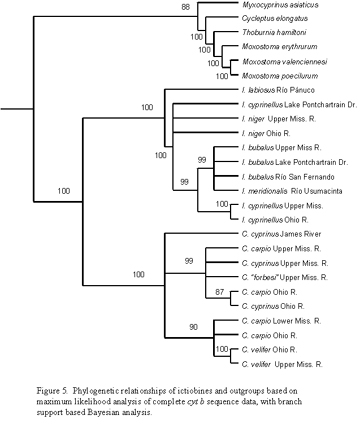 Myxocyprinus asiaticus
88
Cycleptus elongatus
100
Thoburnia hamiltoni
100
Moxostoma erythrurum
100
Moxostoma valenciennesi
100
Moxostoma poecilurum
I. labiosus Río Pánuco
100
I. cyprinellus Lake Pontchartrain Dr.
I. niger Upper Miss. R.
I. niger Ohio R.
100
I. bubalus Upper Miss R.
99
I. bubalus Lake Pontchartrain Dr.
I. bubalus Río San Fernando
99
I. meridionalis Río Usumacinta
100
I. cyprinellus Upper Miss.
100
I. cyprinellus Ohio R.
C. cyprinus James River
C. carpio Upper Miss. R.
99
C. cyprinus Upper Miss. R.
100
C. "forbesi" Upper Miss. R.
87
C. carpio Ohio R.
C. cyprinus Ohio R.
C. carpio Lower Miss. R.
90
C. carpio Ohio R.
100
C. velifer Ohio R.
C. velifer Upper Miss. R.
Figure 5. Phylogenetic relationships of ictiobines and outgroups based on
maximum likelihood analysis of complete cyt b sequence data, with branch
support based Bayesian analysis.